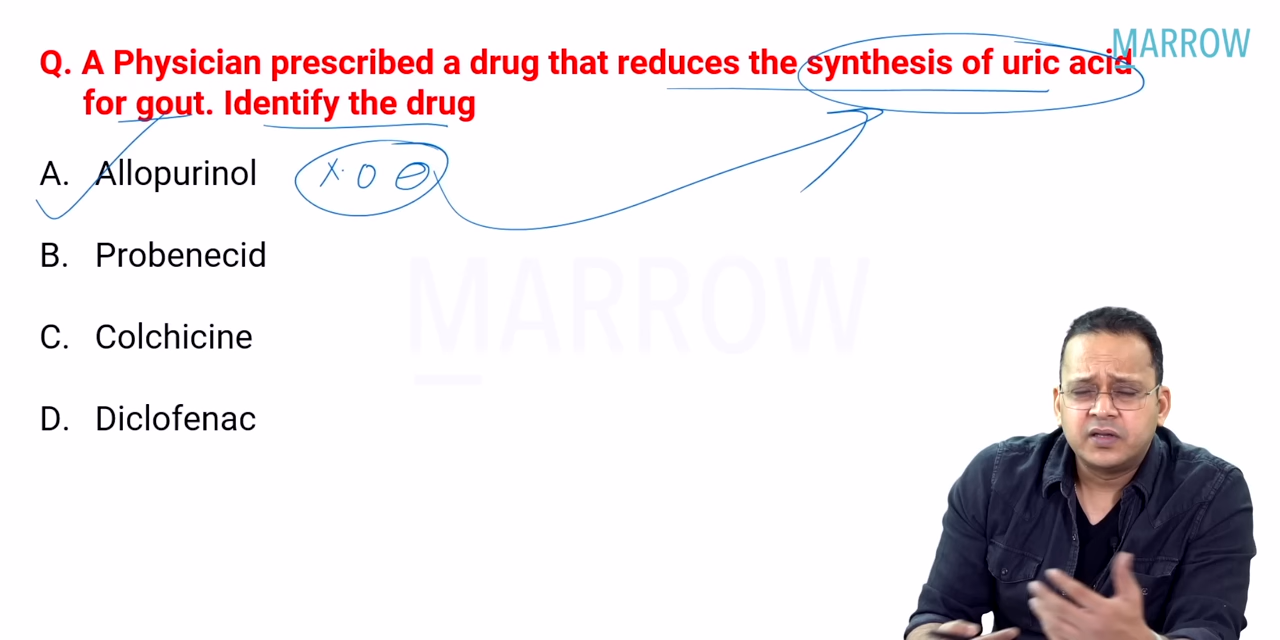 MARROW
Q. A Physician prescribed a drug that reduces the synthesis of uric acid
for gout. Identify the drug
A. Allopurinol X.O ⊖
B. Probenecid
MARROW
C. Colchicine
D. Diclofenac